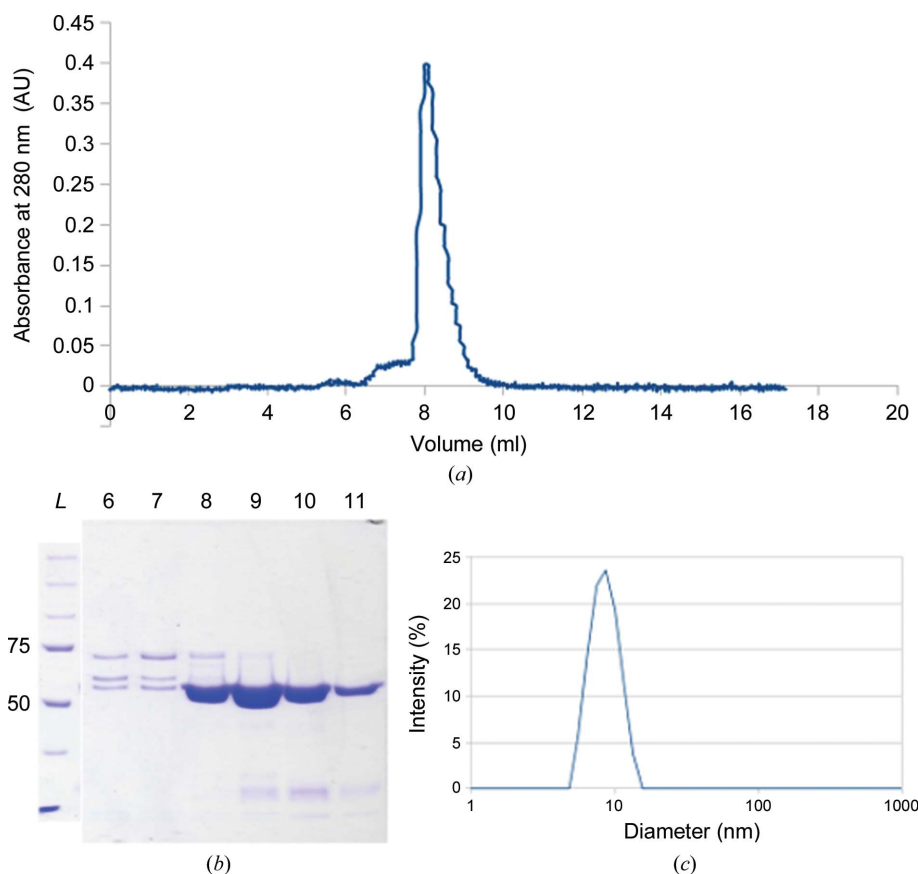 0.45
0.4
0.35
0.3
0.25
0.2
0.15
0.1
0.05
0
Absorbance at 280 nm (AU)
0 2 4 6 8 10 12 14 16 18 20
Volume (ml)
(a)
L 6 7 8 9 10 11
75
50
(b)
25
20
15
10
5
0
Intensity (%)
1 10 100 1000
Diameter (nm)
(c)